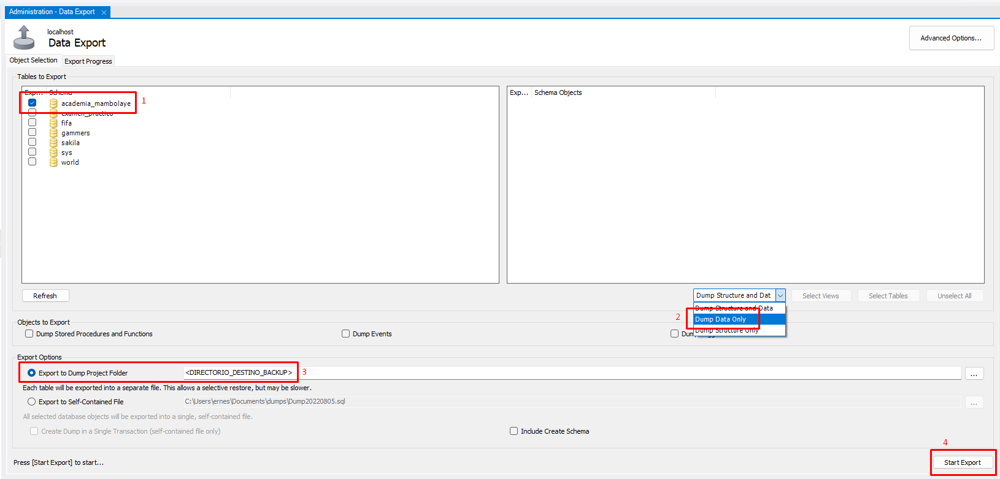 Administration - Data Export ×
localhost
Data Export
Advanced Options...
Object Selection Export Progress
Tables to Export
Exp... Schema
Exp... Schema Objects
academia_mambolaye 1
examen_practico
fifa
gammers
sakila
sys
world
Refresh
Dump Structure and Dat
Select Views
Select Tables
Unselect All
Dump Structure and Data
2 Dump Data Only
Dump Structure Only
Objects to Export
Dump Stored Procedures and Functions
Dump Events
Export Options
Export to Dump Project Folder <DIRECTORIO_DESTINO_BACKUP> 3 ...
Each table will be exported into a separate file. This allows a selective restore, but may be slower.
Export to Self-Contained File C:\Users\ernes\Documents\dumps\Dump20220805.sql ...
All selected database objects will be exported into a single, self-contained file.
Create Dump in a Single Transaction (self-contained file only)
Include Create Schema
4
Press [Start Export] to start...
Start Export